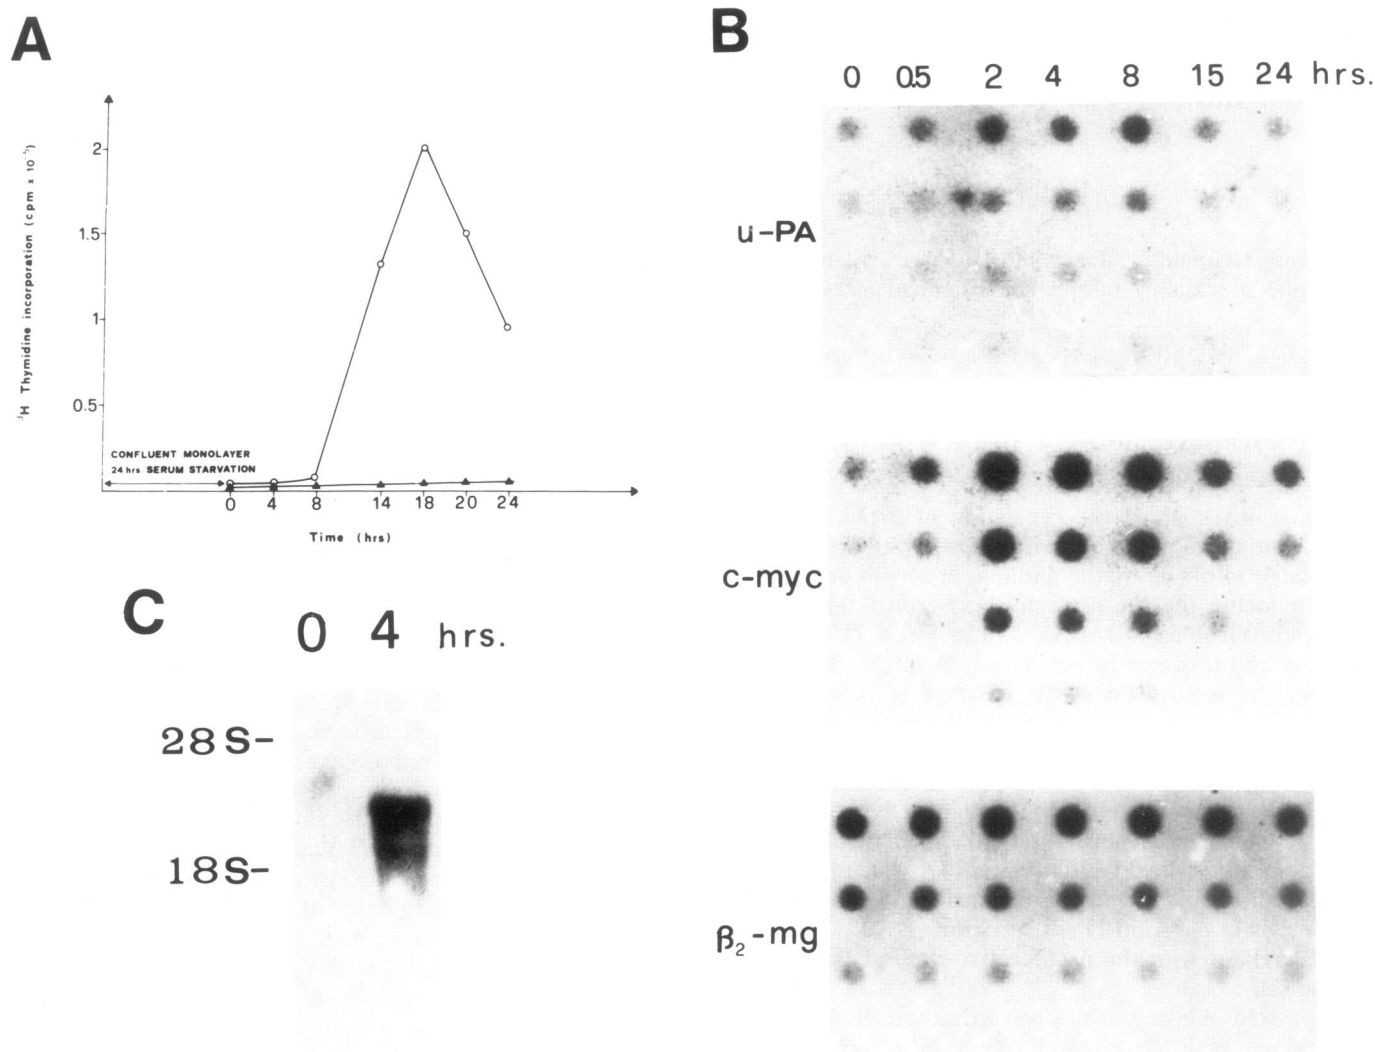 A
³H Thymidine incorporation (cpm x 10⁻⁵)
2
1.5
1
0.5
CONFLUENT MONOLAYER
24 hrs SERUM STARVATION
0 4 8 14 18 20 24
Time (hrs)
B
0 0.5 2 4 8 15 24 hrs.
u-PA
c-myc
β₂-mg
C
0 4 hrs.
28S-
18S-